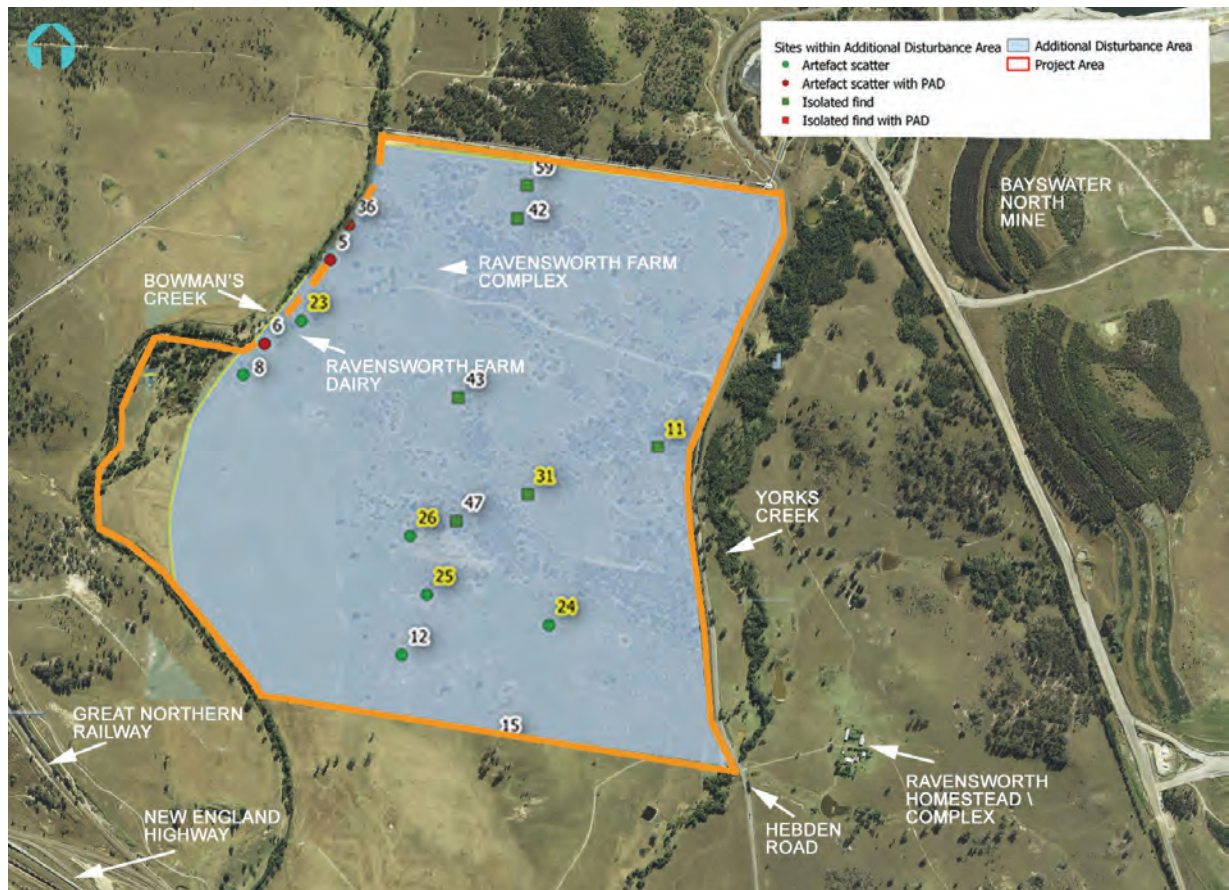 Sites within Additional Disturbance Area
Artefact scatter
Artefact scatter with PAD
Isolated find
Isolated find with PAD
Additional Disturbance Area
Project Area
BAYSWATER
NORTH
MINE
59
42
36
5
RAVENSWORTH FARM
COMPLEX
BOWMAN'S
CREEK
23
6
RAVENSWORTH FARM
DAIRY
8
43
11
31
47
26
YORKS
CREEK
25
24
12
15
GREAT NORTHERN
RAILWAY
RAVENSWORTH
HOMESTEAD \
COMPLEX
NEW ENGLAND
HIGHWAY
HEBDEN
ROAD